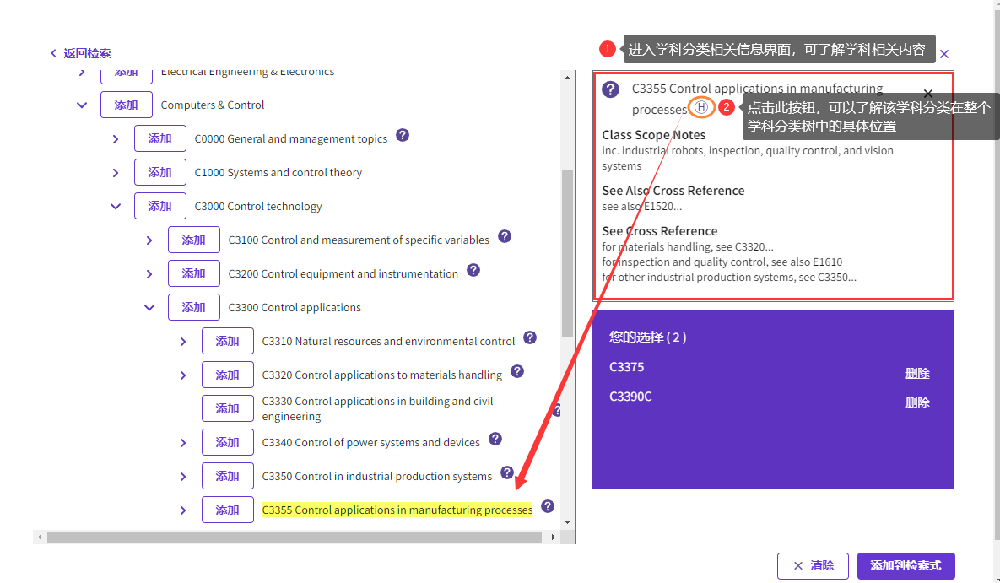 返回检索
添加
Electrical Engineering & Electronics
添加
Computers & Control
添加
C0000 General and management topics
添加
C1000 Systems and control theory
添加
C3000 Control technology
添加
C3100 Control and measurement of specific variables
添加
C3200 Control equipment and instrumentation
添加
C3300 Control applications
添加
C3310 Natural resources and environmental control
添加
C3320 Control applications to materials handling
添加
C3330 Control applications in building and civil
engineering
添加
C3340 Control of power systems and devices
添加
C3350 Control in industrial production systems
添加
C3355 Control applications in manufacturing processes
1 进入学科分类相关信息界面，可了解学科相关内容
C3355 Control applications in manufacturing
processes H
2 点击此按钮，可以了解该学科分类在整个
学科分类树中的具体位置
Class Scope Notes
inc. industrial robots, inspection, quality control, and vision
systems
See Also Cross Reference
see also E1520...
See Cross Reference
for materials handling, see C3320...
for inspection and quality control, see also E1610
for other industrial production systems, see C3350...
您的选择 ( 2 )
C3375
删除
C3390C
删除
清除
添加到检索式